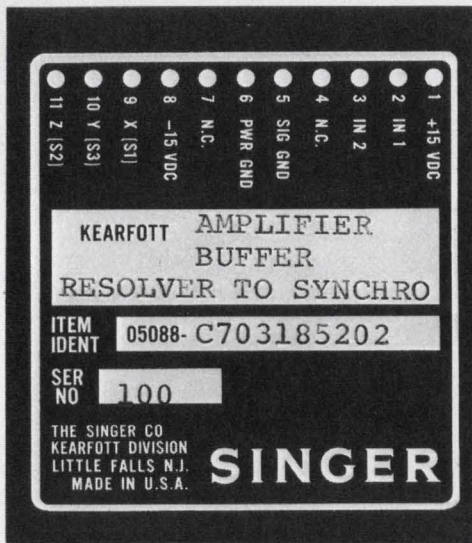 11 Z (S2)
10 Y (S3)
9 X (S1)
8 -15 VDC
7 N.C.
6 PWR GND
5 SIG GND
4 N.C.
3 IN 2
2 IN 1
1 +15 VDC
KEARFOTT AMPLIFIER
BUFFER
RESOLVER TO SYNCHRO
ITEM
IDENT 05088- C703185202
SER
NO 100
THE SINGER CO
KEARFOTT DIVISION
LITTLE FALLS N.J.
MADE IN U.S.A.
SINGER